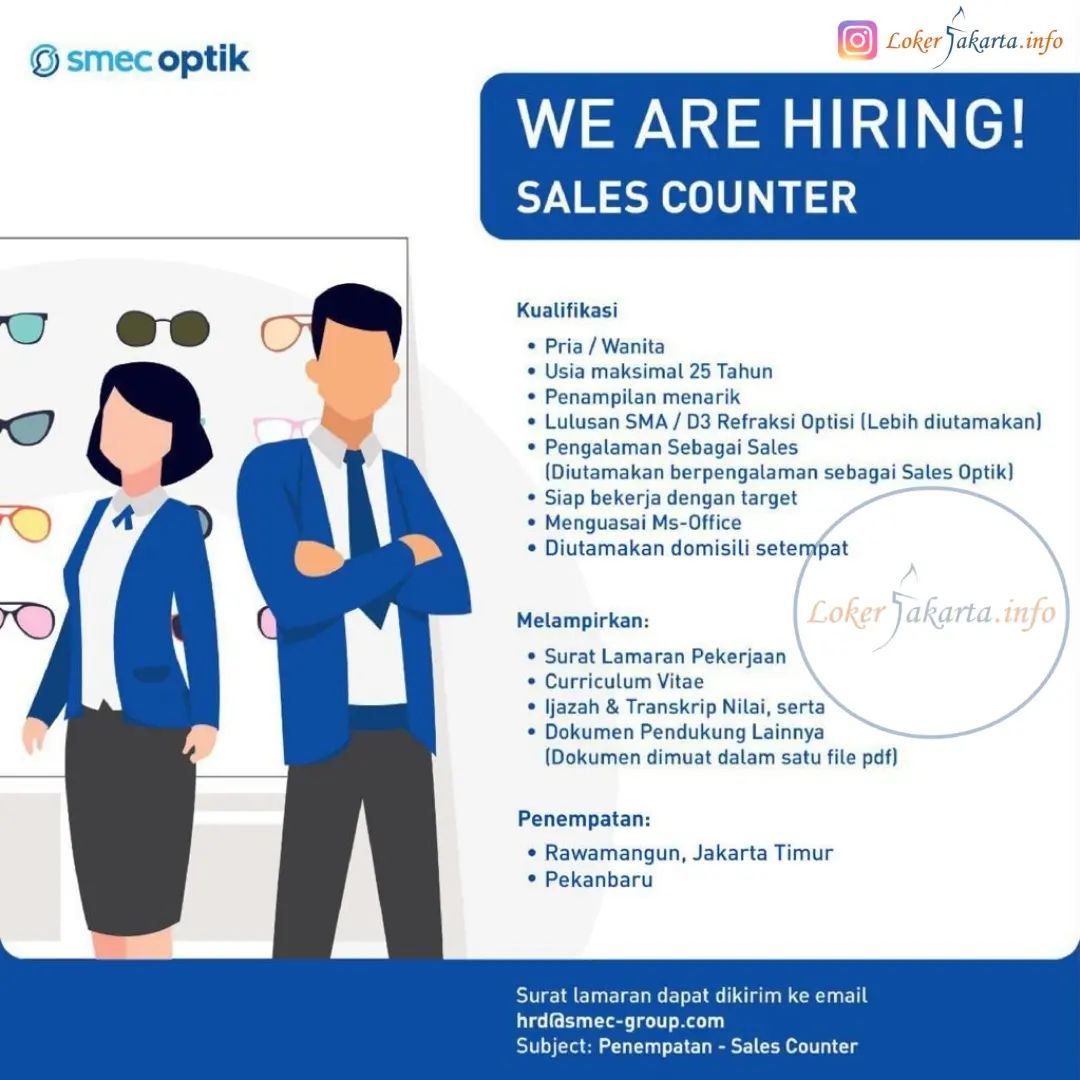 smec optik
Loker Jakarta.info
WE ARE HIRING!
SALES COUNTER
Kualifikasi
• Pria / Wanita
• Usia maksimal 25 Tahun
• Penampilan menarik
• Lulusan SMA / D3 Refraksi Optisi (Lebih diutamakan)
• Pengalaman Sebagai Sales
(Diutamakan berpengalaman sebagai Sales Optik)
• Siap bekerja dengan target
• Menguasai Ms-Office
• Diutamakan domisili setempat
Loker Jakarta.info
Melampirkan:
• Surat Lamaran Pekerjaan
• Curriculum Vitae
• Ijazah & Transkrip Nilai, serta
• Dokumen Pendukung Lainnya
(Dokumen dimuat dalam satu file pdf)
Penempatan:
• Rawamangun, Jakarta Timur
• Pekanbaru
Surat lamaran dapat dikirim ke email
hrd@smec-group.com
Subject: Penempatan - Sales Counter